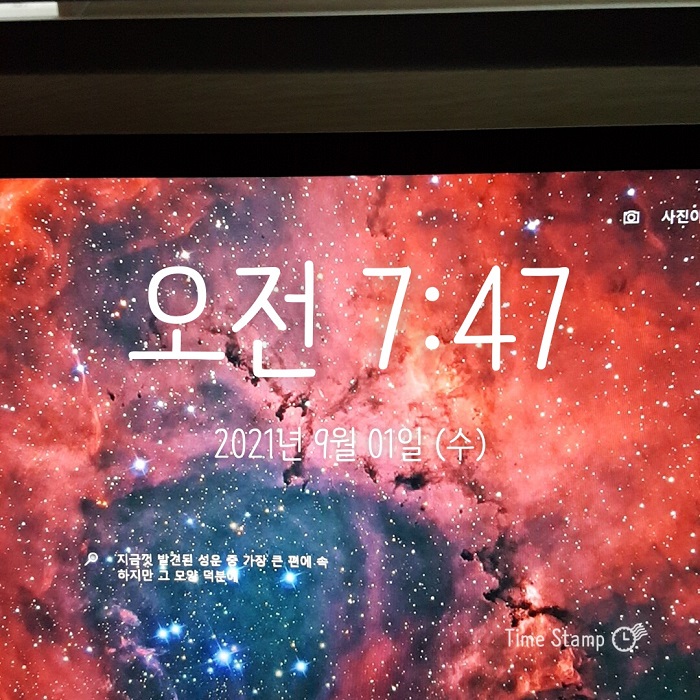 사진이
오전 7:47
2021년 9월 01일 (수)
지금껏 발견된 성운 중 가장 큰 편에 속
하지만 그 모양 덕분에
Time Stamp